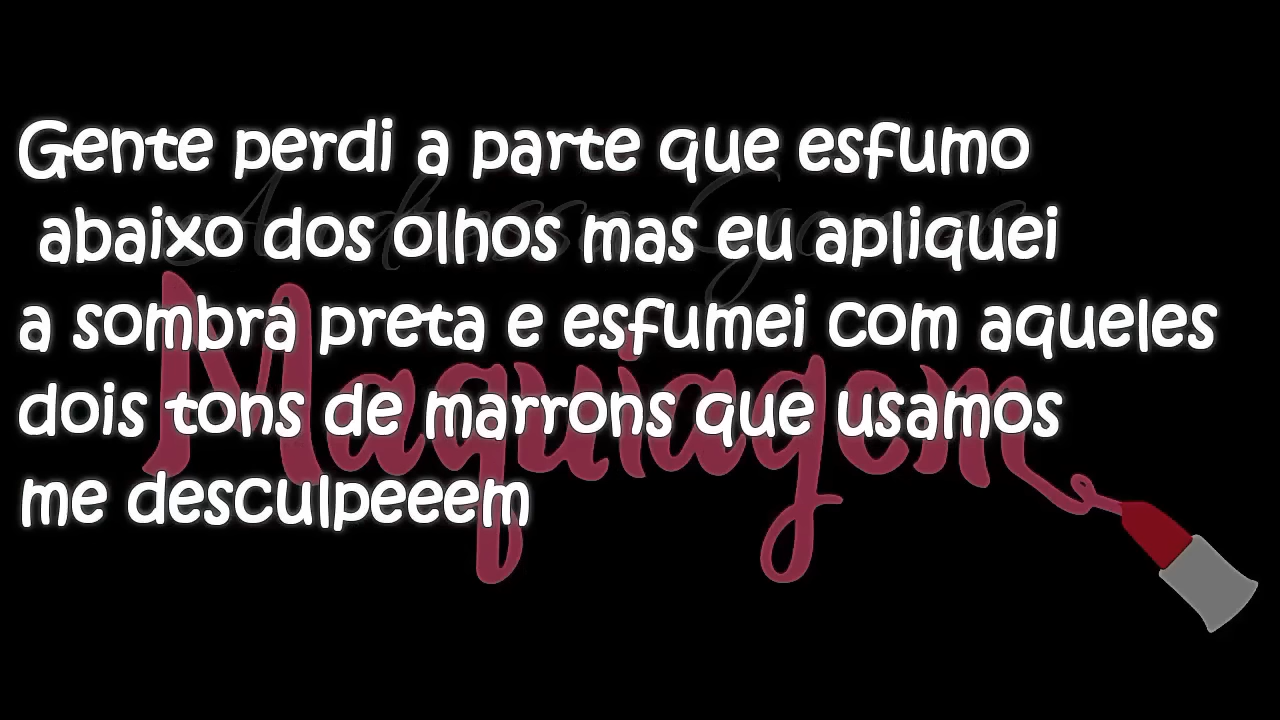 Gente perdi a parte que esfumo
abaixo dos olhos mas eu apliquei
a sombra preta e esfumei com aqueles
dois tons de marrons que usamos
me desculpeeem
Maquiagem